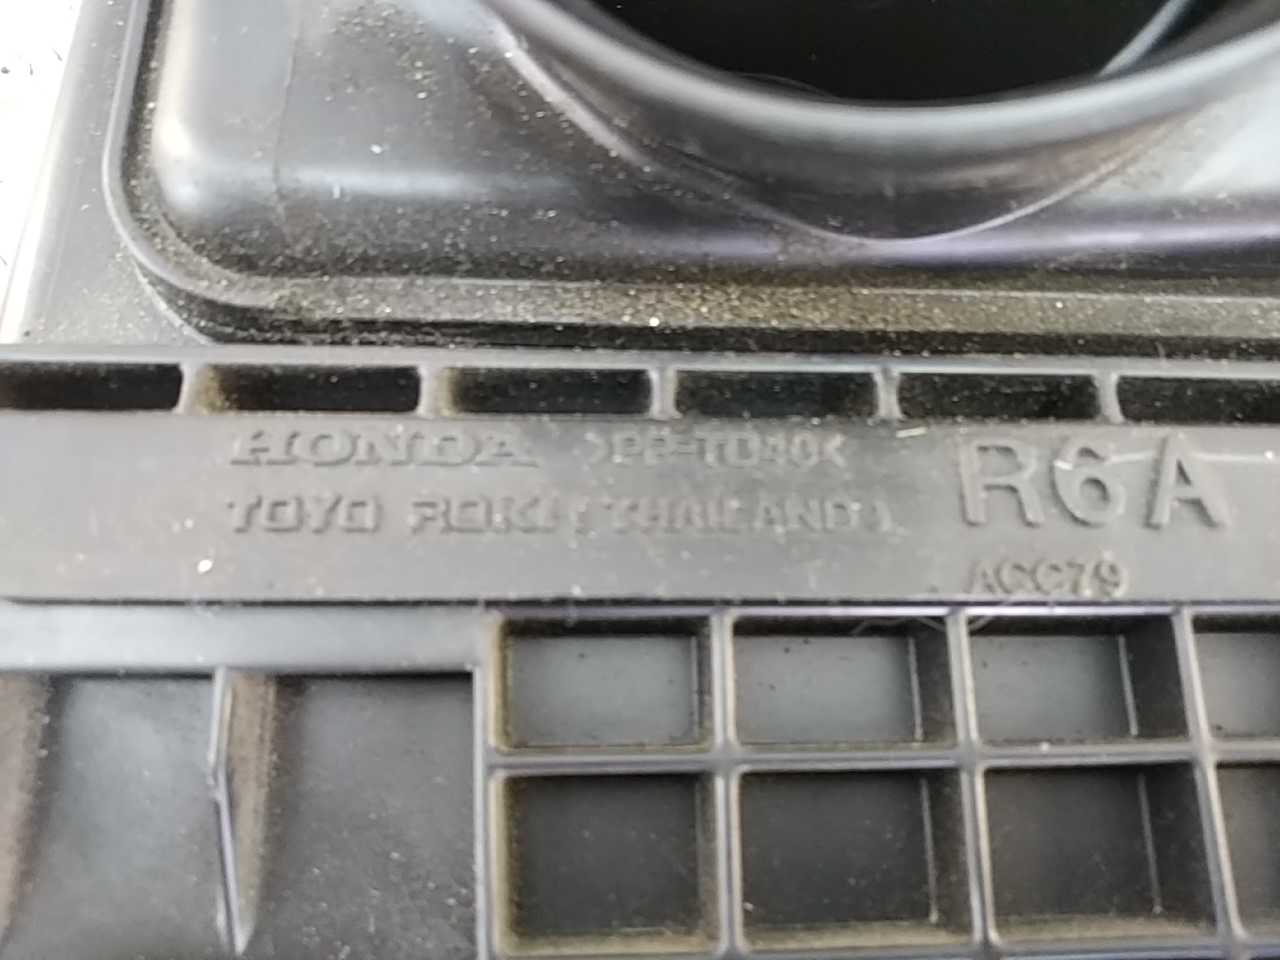 HONDA >PP-TD40<
TOYO ROKI (THAILAND)
R6A
ACC79